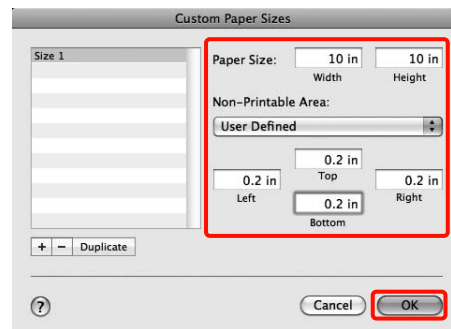 Custom Paper Sizes
Size 1
Paper Size:
10 in
10 in
Width
Height
Non-Printable Area:
User Defined
0.2 in
Top
0.2 in
0.2 in
Left
Right
0.2 in
Bottom
+ − Duplicate
? Cancel OK